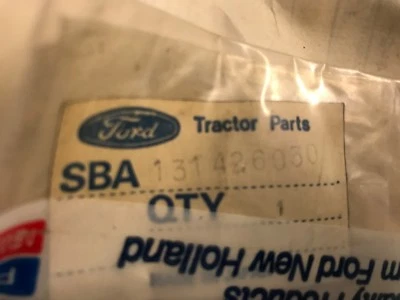 Ford Tractor Parts
SBA 131426030
QTY 1
m Ford New Holland
Products